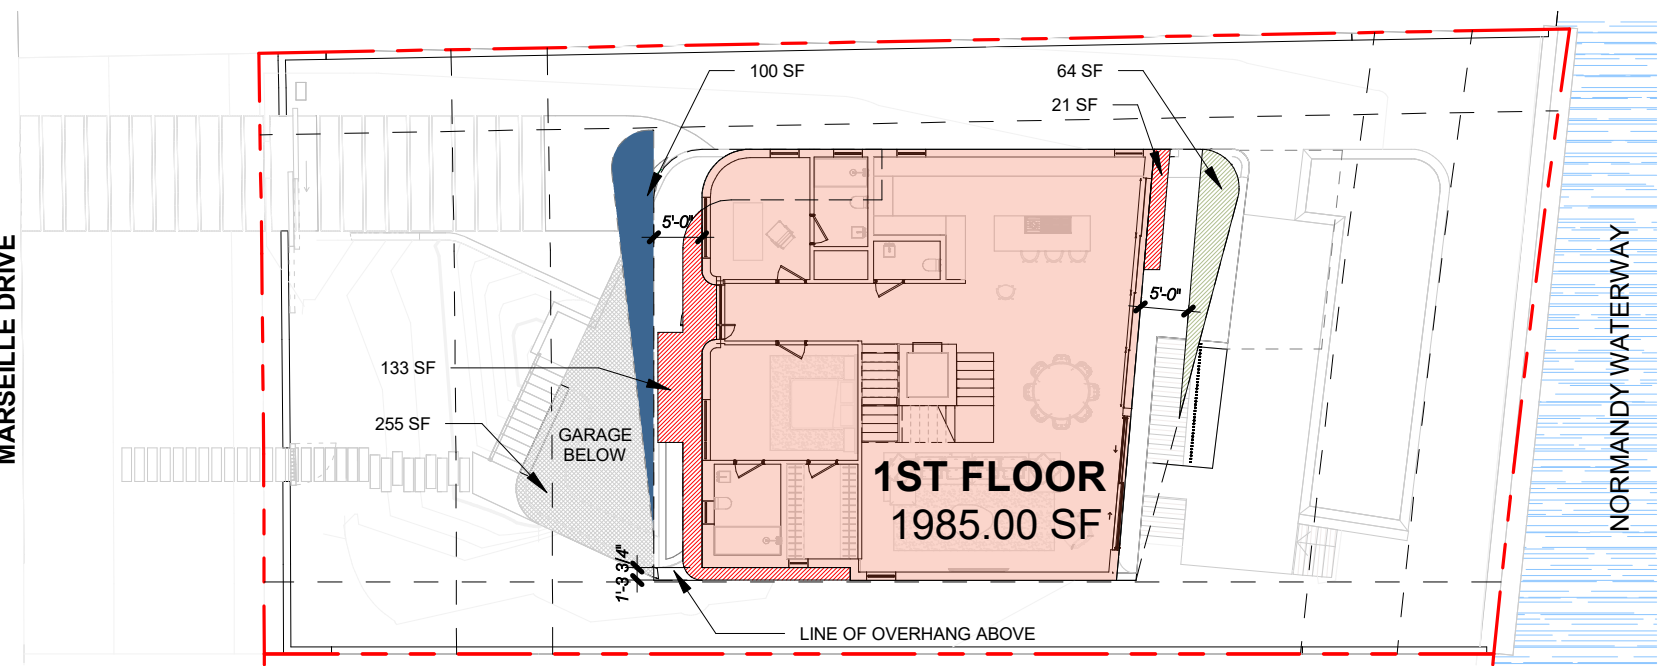 100 SF
64 SF
21 SF
5'-0"
MARSEILLE DRIVE
NORMANDY WATERWAY
5'-0"
133 SF
255 SF
GARAGE
BELOW
1ST FLOOR
1985.00 SF
1'-3 3/4"
LINE OF OVERHANG ABOVE